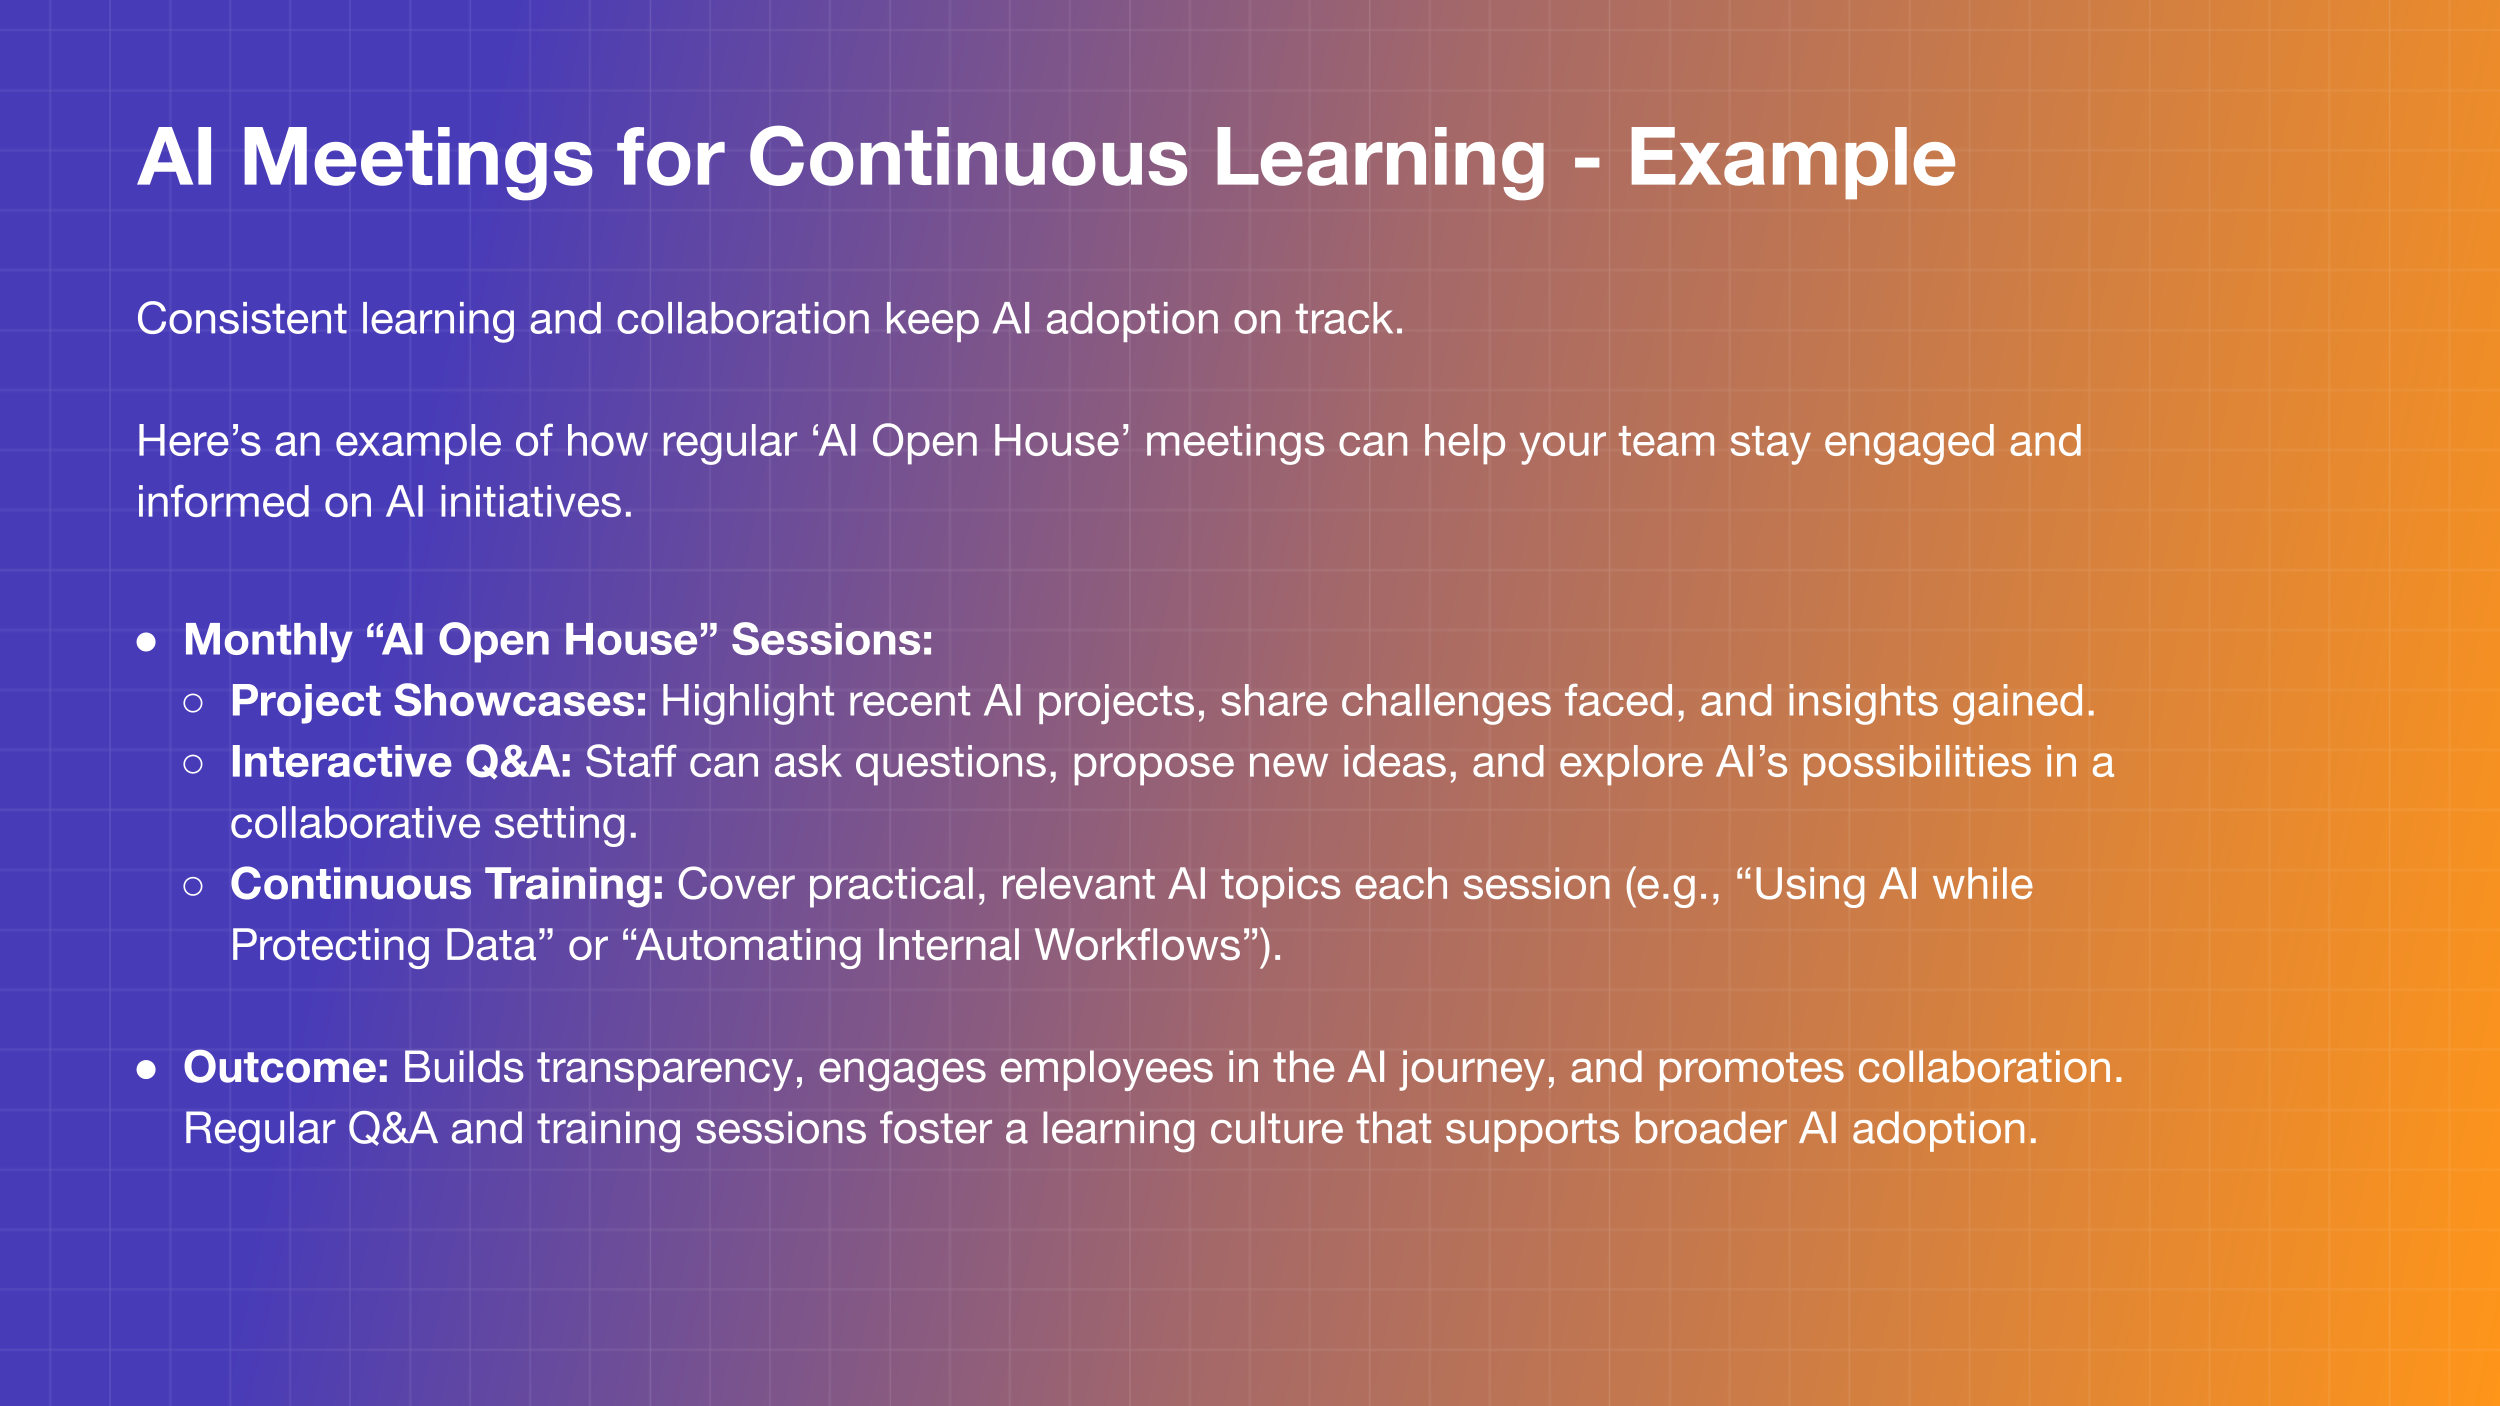 AI Meetings for Continuous Learning - Example
Consistent learning and collaboration keep AI adoption on track.
Here’s an example of how regular ‘AI Open House’ meetings can help your team stay engaged and
informed on AI initiatives.
● Monthly “AI Open House” Sessions:
○ Project Showcases: Highlight recent AI projects, share challenges faced, and insights gained.
○ Interactive Q&A: Staff can ask questions, propose new ideas, and explore AI’s possibilities in a
collaborative setting.
○ Continuous Training: Cover practical, relevant AI topics each session (e.g., “Using AI while
Protecting Data” or “Automating Internal Workflows”).
● Outcome: Builds transparency, engages employees in the AI journey, and promotes collaboration.
Regular Q&A and training sessions foster a learning culture that supports broader AI adoption.